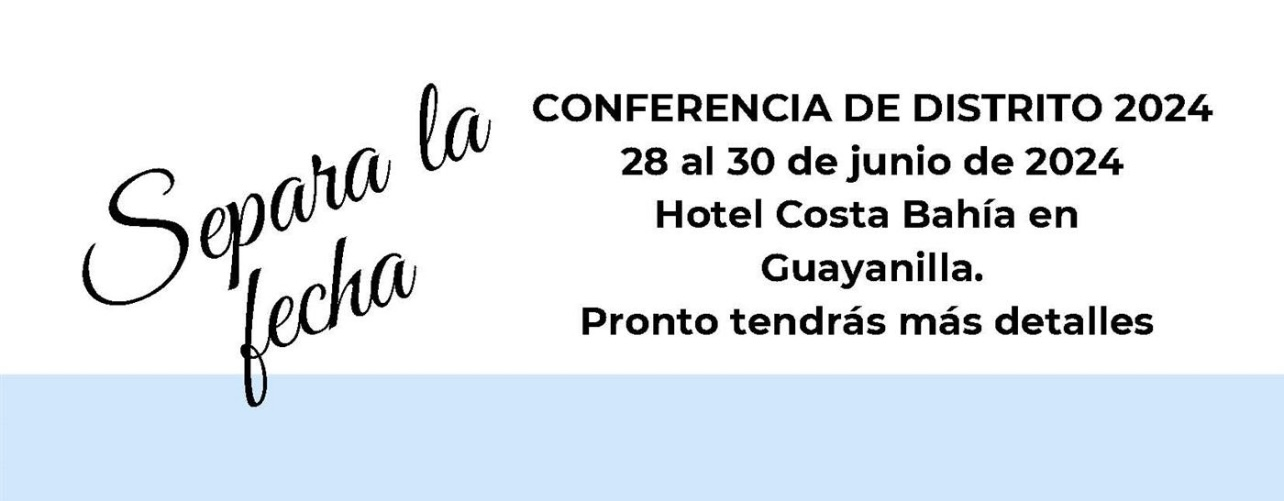 Separa la
fecha
CONFERENCIA DE DISTRITO 2024
28 al 30 de junio de 2024
Hotel Costa Bahía en
Guayanilla.
Pronto tendrás más detalles